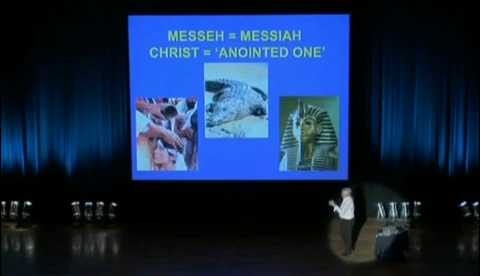 MESSEH = MESSIAH
CHRIST = ‘ANOINTED ONE’